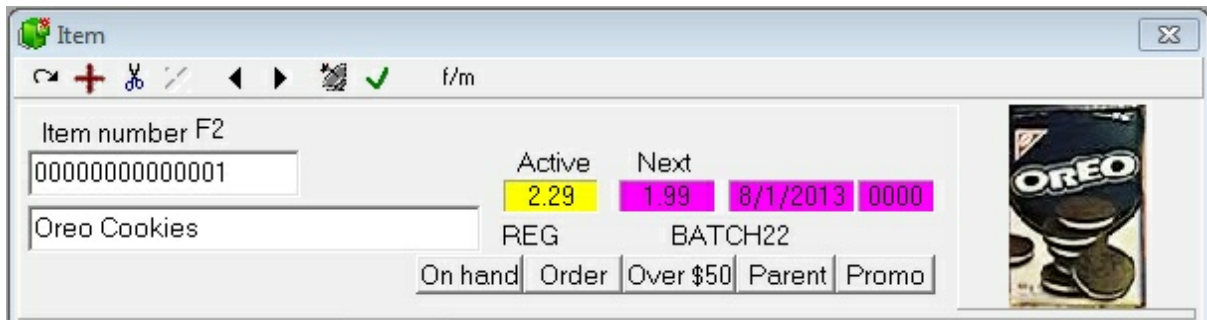 Item
f/m
Item number F2
00000000000001
Active Next
2.29 1.99 8/1/2013 0000
Oreo Cookies
REG BATCH22
On hand Order Over $50 Parent Promo
OREO